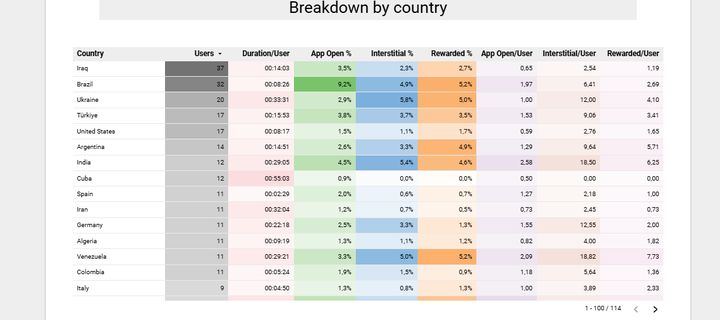 Breakdown by country
Country Users Duration/User App Open % Interstitial % Rewarded % App Open/User Interstitial/User Rewarded/User
Iraq 37 00:14:03 3,5% 2,3% 2,7% 0,65 2,54 1,19
Brazil 32 00:08:26 9,2% 4,9% 5,2% 1,97 6,41 2,69
Ukraine 20 00:33:31 2,9% 5,8% 5,0% 1,00 12,00 4,10
Türkiye 17 00:15:53 3,8% 3,7% 3,5% 1,53 9,06 3,41
United States 17 00:08:17 1,5% 1,1% 1,7% 0,59 2,76 1,65
Argentina 14 00:14:51 2,6% 3,3% 4,9% 1,29 9,64 5,71
India 12 00:29:05 4,5% 5,4% 4,6% 2,58 18,50 6,25
Cuba 12 00:55:03 0,9% 0,0% 0,0% 0,50 0,00 0,00
Spain 11 00:02:29 2,0% 0,6% 0,7% 1,27 2,18 1,00
Iran 11 00:32:04 1,2% 0,7% 0,5% 0,73 2,45 0,73
Germany 11 00:22:18 2,5% 3,3% 1,3% 1,55 12,55 2,00
Algeria 11 00:09:19 1,3% 1,1% 1,2% 0,82 4,00 1,82
Venezuela 11 00:29:21 3,3% 5,0% 5,2% 2,09 18,82 7,73
Colombia 11 00:05:24 1,9% 1,5% 0,9% 1,18 5,64 1,36
Italy 9 00:04:50 1,3% 0,8% 1,3% 1,00 3,89 2,33
1 - 100 / 114